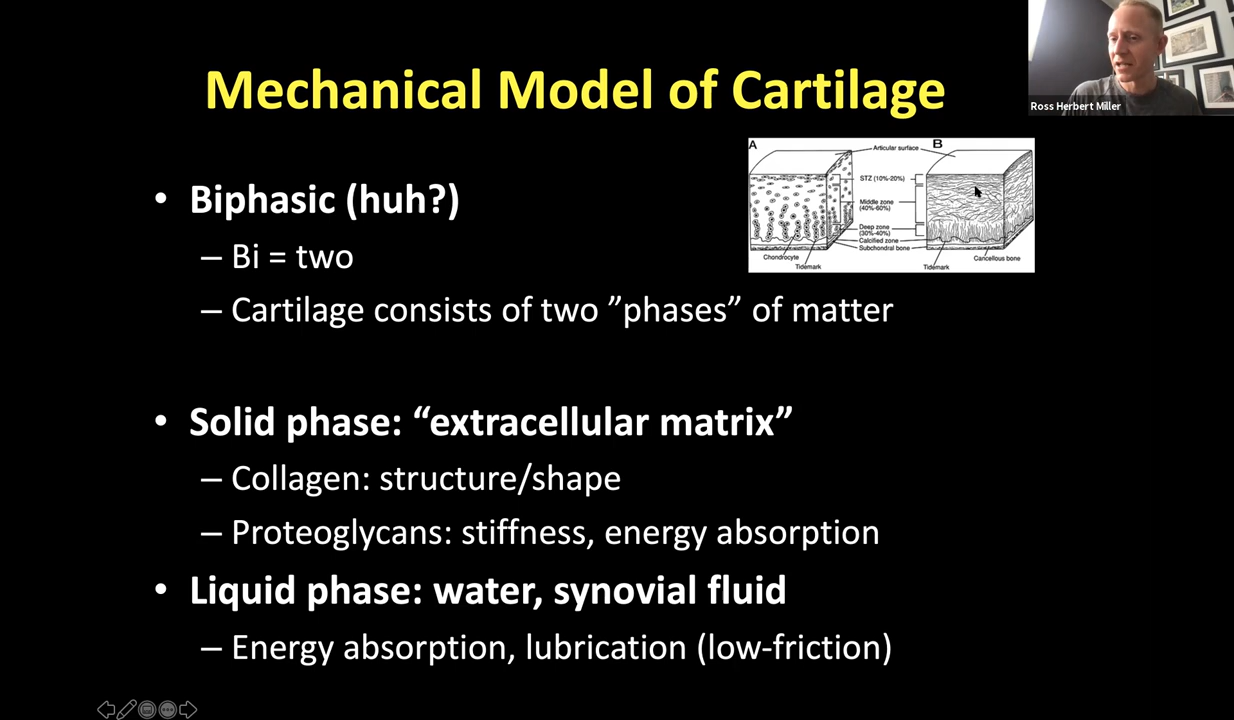 Mechanical Model of Cartilage
Ross Herbert Miller
A
B
Articular surface
STZ (10%-20%)
Middle zone
(40%-60%)
Deep zone
(30%-40%)
Calcified zone
Subchondral bone
Chondrocyte
Tidemark
Tidemark
Cancellous bone
• Biphasic (huh?)
– Bi = two
– Cartilage consists of two ”phases” of matter
• Solid phase: “extracellular matrix”
– Collagen: structure/shape
– Proteoglycans: stiffness, energy absorption
• Liquid phase: water, synovial fluid
– Energy absorption, lubrication (low-friction)